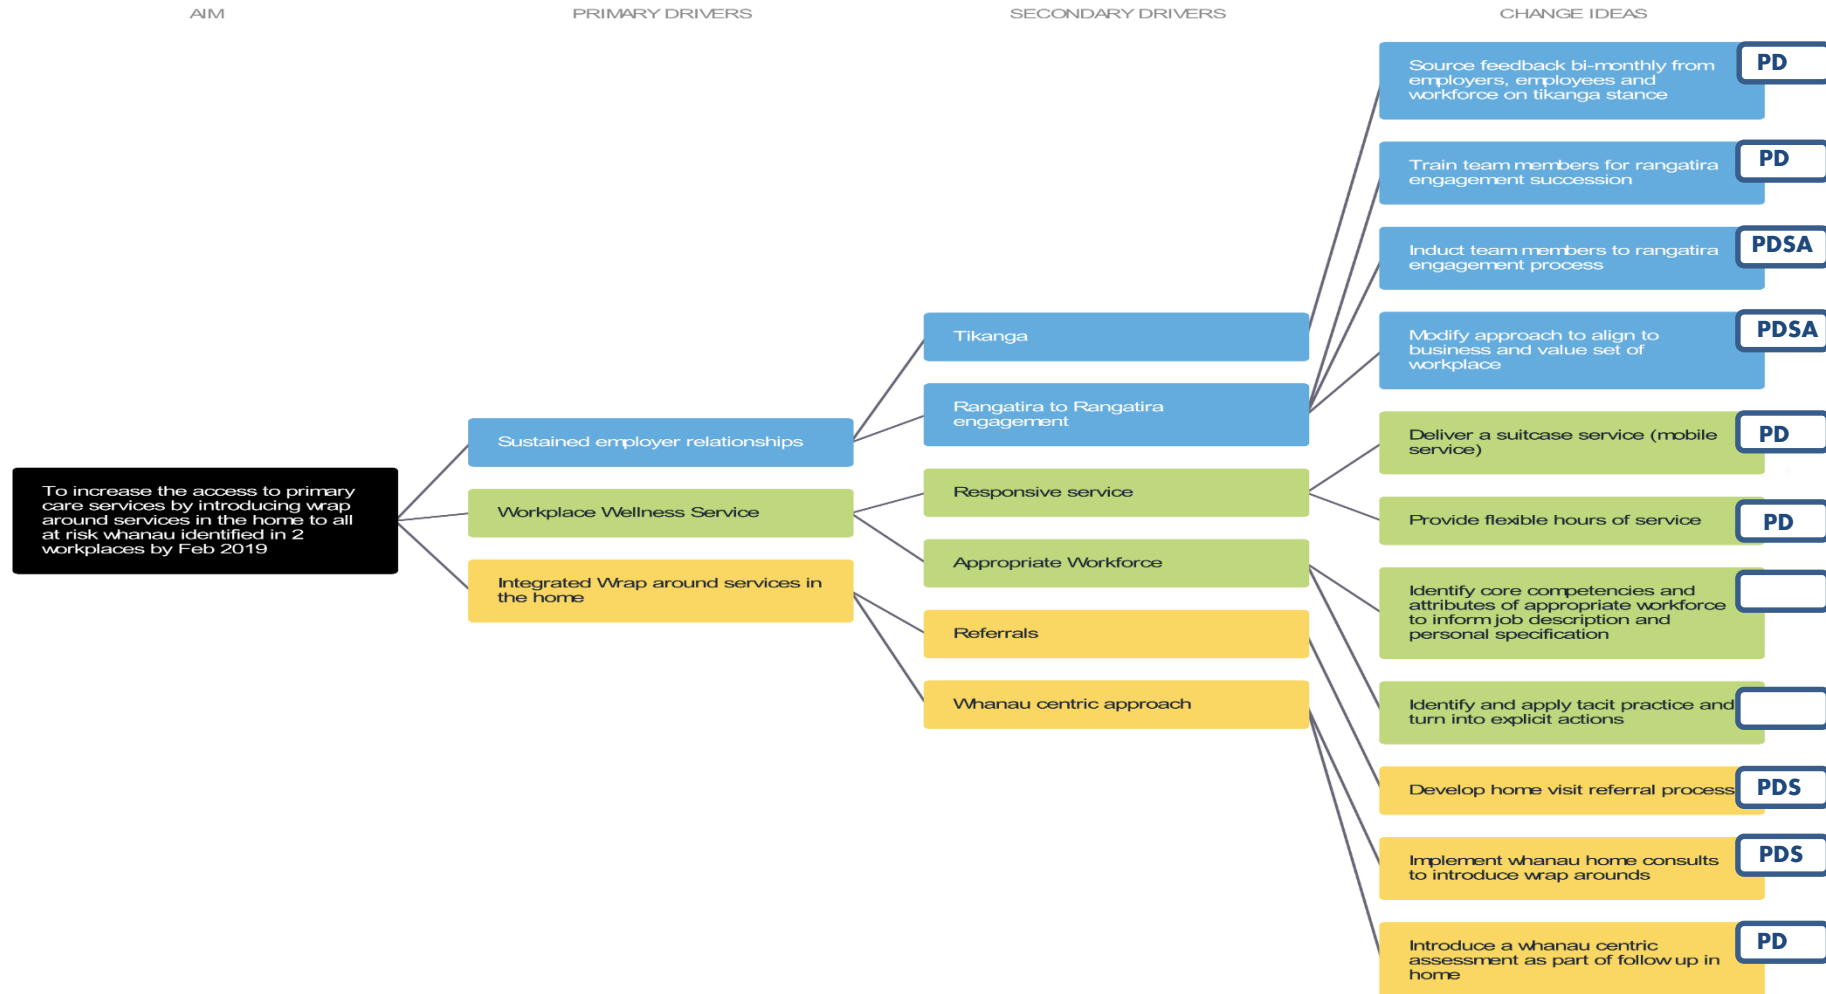 AIM
PRIMARY DRIVERS
SECONDARY DRIVERS
CHANGE IDEAS
To increase the access to primary
care services by introducing wrap
around services in the home to all
at risk whanau identified in 2
workplaces by Feb 2019
Sustained employer relationships
Workplace Wellness Service
Integrated Wrap around services in
the home
Tikanga
Rangatira to Rangatira
engagement
Responsive service
Appropriate Workforce
Referrals
Whanau centric approach
Source feedback bi-monthly from
employers, employees and
workforce on tikanga stance
PD
Train team members for rangatira
engagement succession
PD
Induct team members to rangatira
engagement process
PDSA
Modify approach to align to
business and value set of
workplace
PDSA
Deliver a suitcase service (mobile
service)
PD
Provide flexible hours of service
PD
Identify core competencies and
attributes of appropriate workforce
to inform job description and
personal specification
Identify and apply tacit practice and
turn into explicit actions
Develop home visit referral process
PDS
Implement whanau home consults
to introduce wrap arounds
PDS
Introduce a whanau centric
assessment as part of follow up in
home
PD